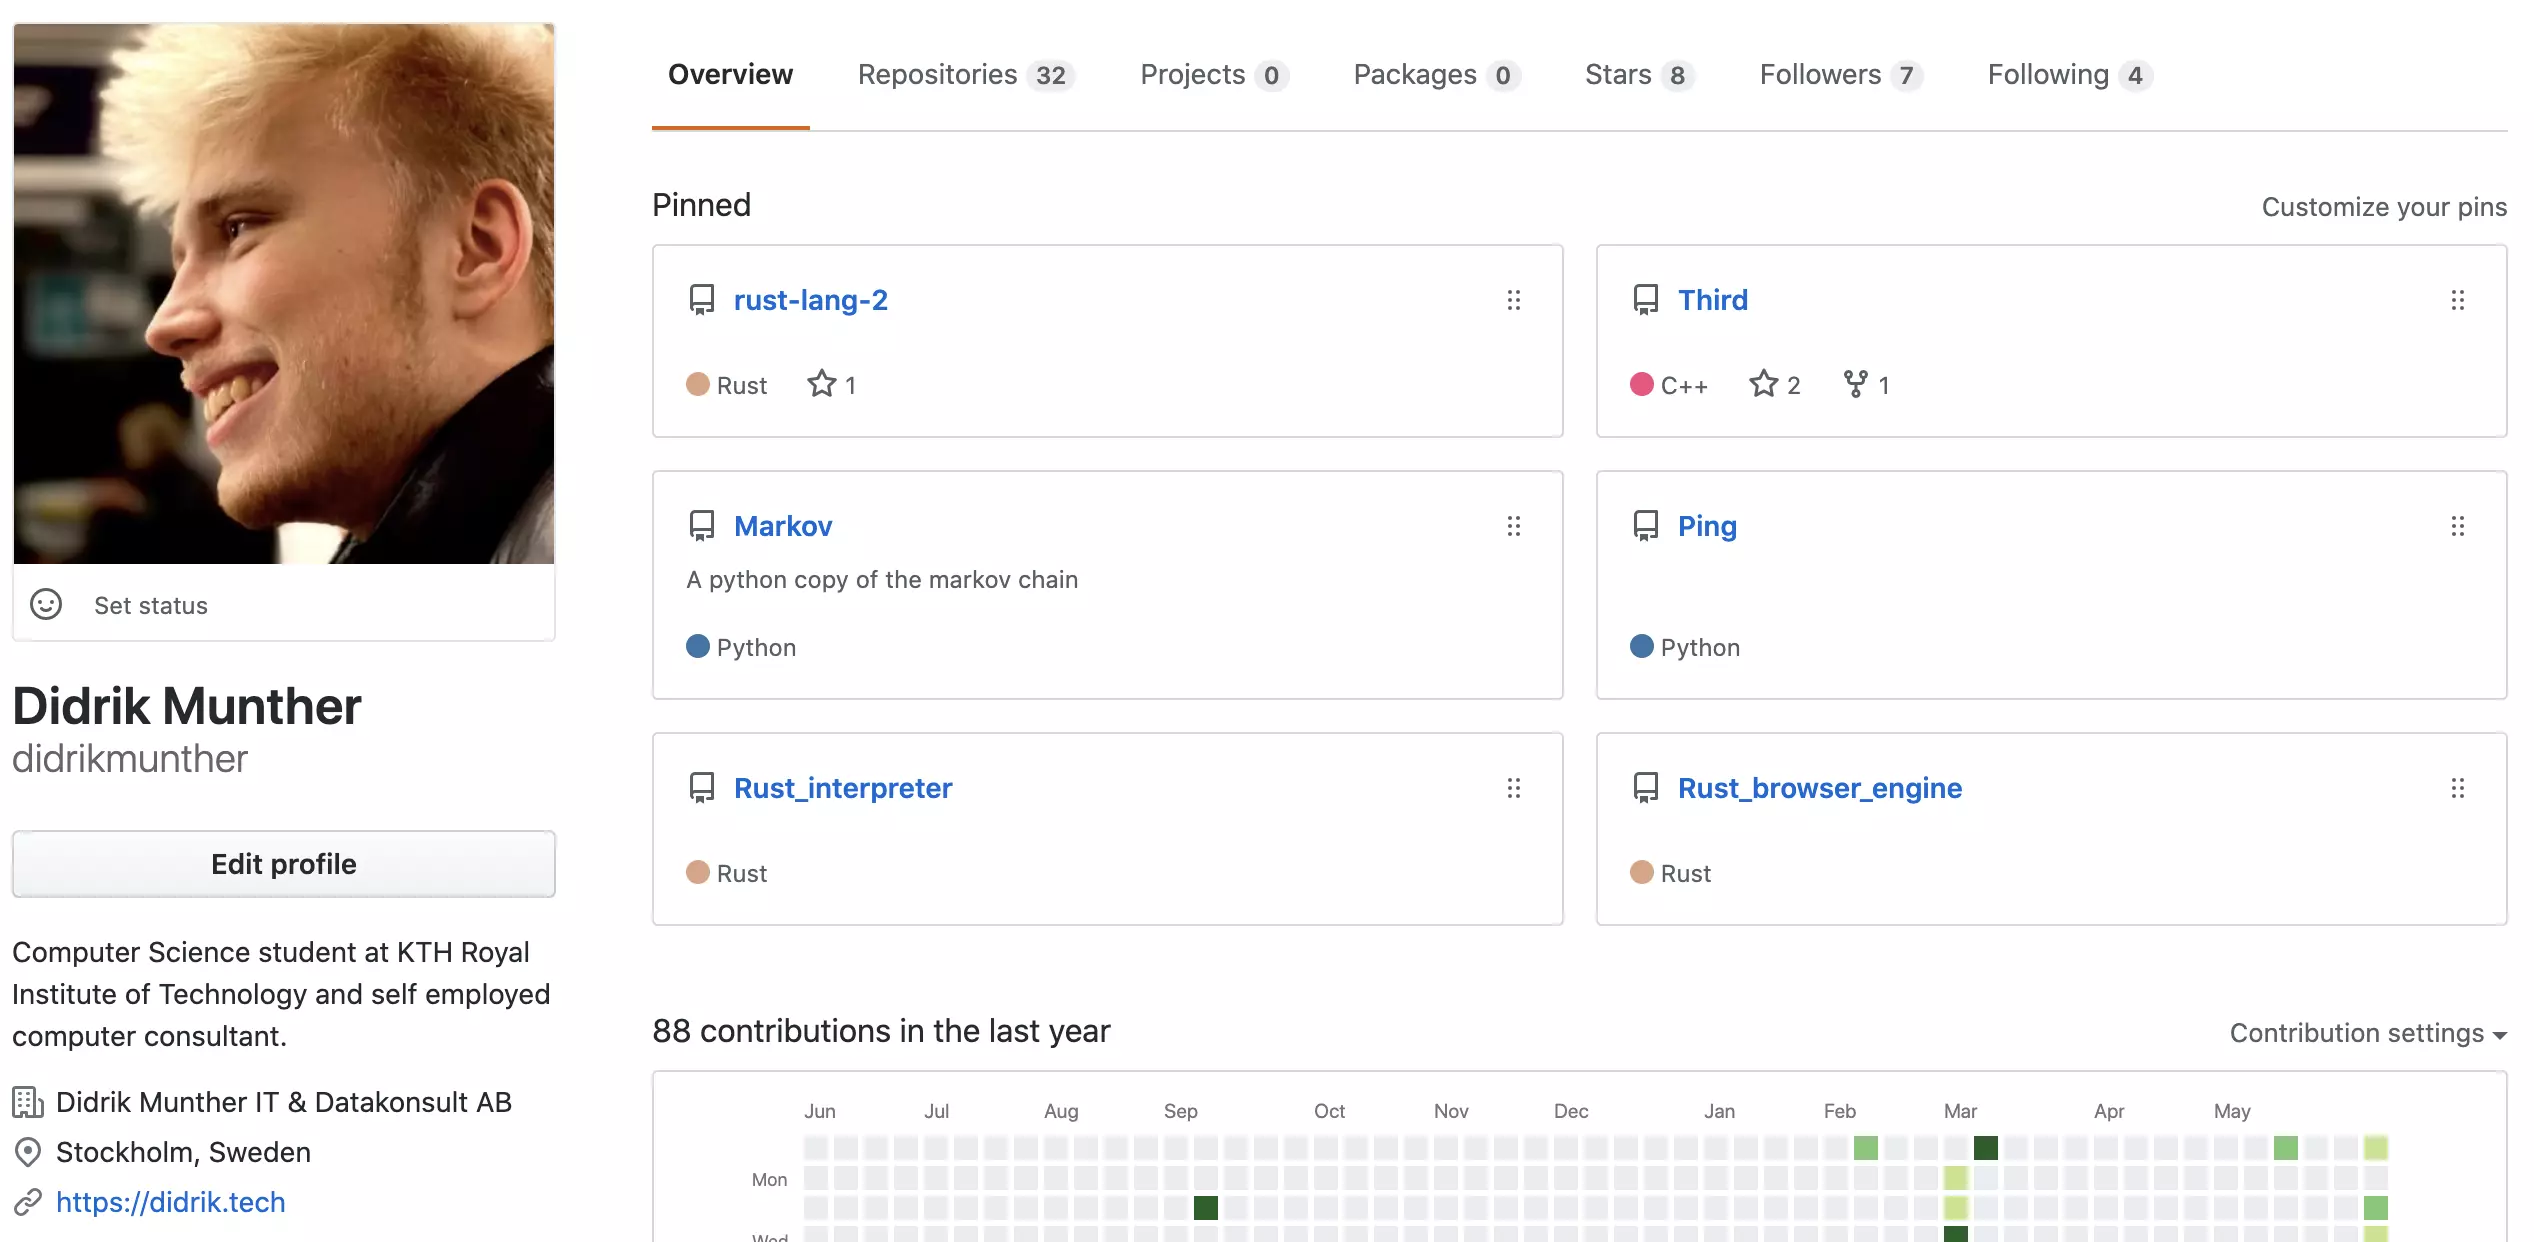 Overview Repositories 32 Projects 0 Packages 0 Stars 8 Followers 7 Following 4
Set status
Didrik Munther
didrikmunther
Edit profile
Computer Science student at KTH Royal
Institute of Technology and self employed
computer consultant.
Didrik Munther IT & Datakonsult AB
Stockholm, Sweden
https://didrik.tech
Pinned
Customize your pins
rust-lang-2
Rust 1
Third
C++ 2 1
Markov
A python copy of the markov chain
Python
Ping
Python
Rust_interpreter
Rust
Rust_browser_engine
Rust
88 contributions in the last year
Contribution settings
Jun Jul Aug Sep Oct Nov Dec Jan Feb Mar Apr May
Mon
Wed